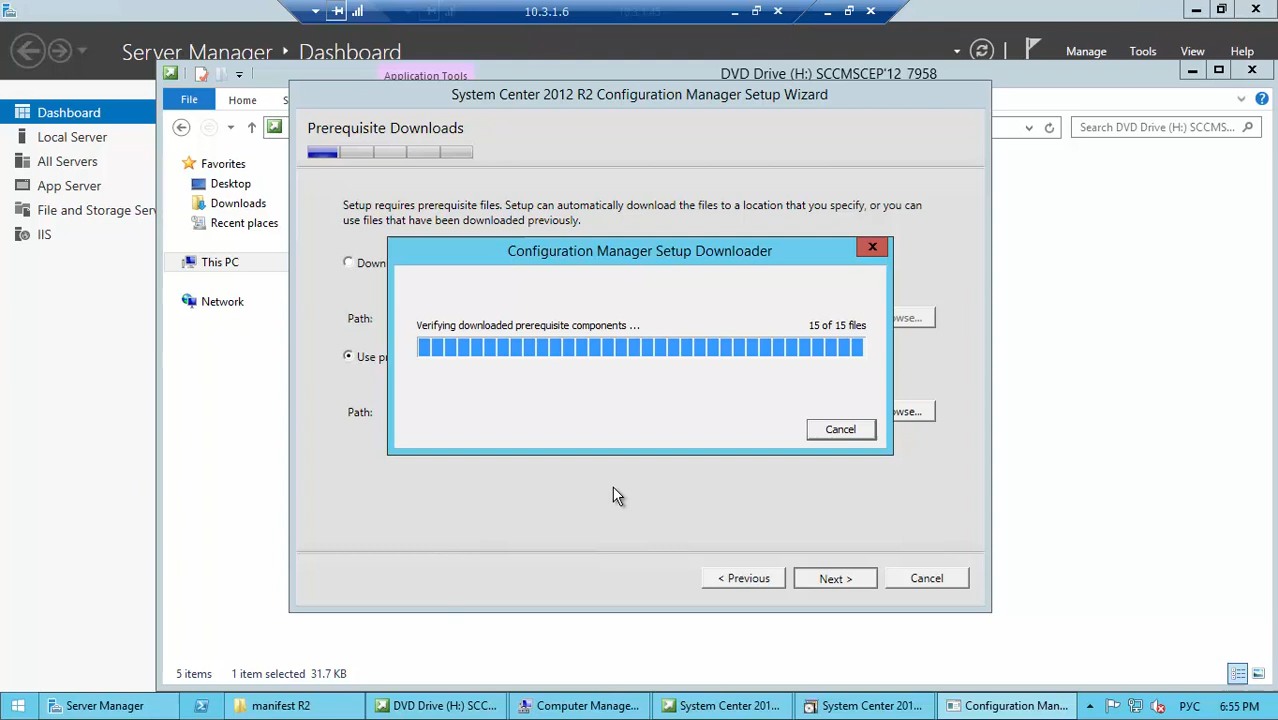 10.3.1.6
Server Manager ▸ Dashboard
Manage
Tools
View
Help
Application Tools
DVD Drive (H:) SCCMSCEP'12_7958
File
Home
S
Search DVD Drive (H:) SCCMS...
Dashboard
Local Server
All Servers
App Server
File and Storage Serv
IIS
Favorites
Desktop
Downloads
Recent places
This PC
Network
System Center 2012 R2 Configuration Manager Setup Wizard
Prerequisite Downloads
Setup requires prerequisite files. Setup can automatically download the files to a location that you specify, or you can
use files that have been downloaded previously.
Down
Path:
owse...
Use pr
Path:
owse...
Configuration Manager Setup Downloader
Verifying downloaded prerequisite components ...
15 of 15 files
Cancel
< Previous
Next >
Cancel
5 items
1 item selected 31.7 KB
Server Manager
manifest R2
DVD Drive (H:) SCC...
Computer Manage...
System Center 201...
System Center 201...
Configuration Man...
РУС
6:55 PM